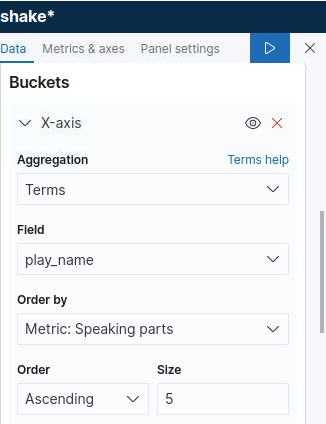 shake*
Data Metrics & axes Panel settings
Buckets
X-axis
Aggregation Terms help
Terms
Field
play_name
Order by
Metric: Speaking parts
Order Size
Ascending 5